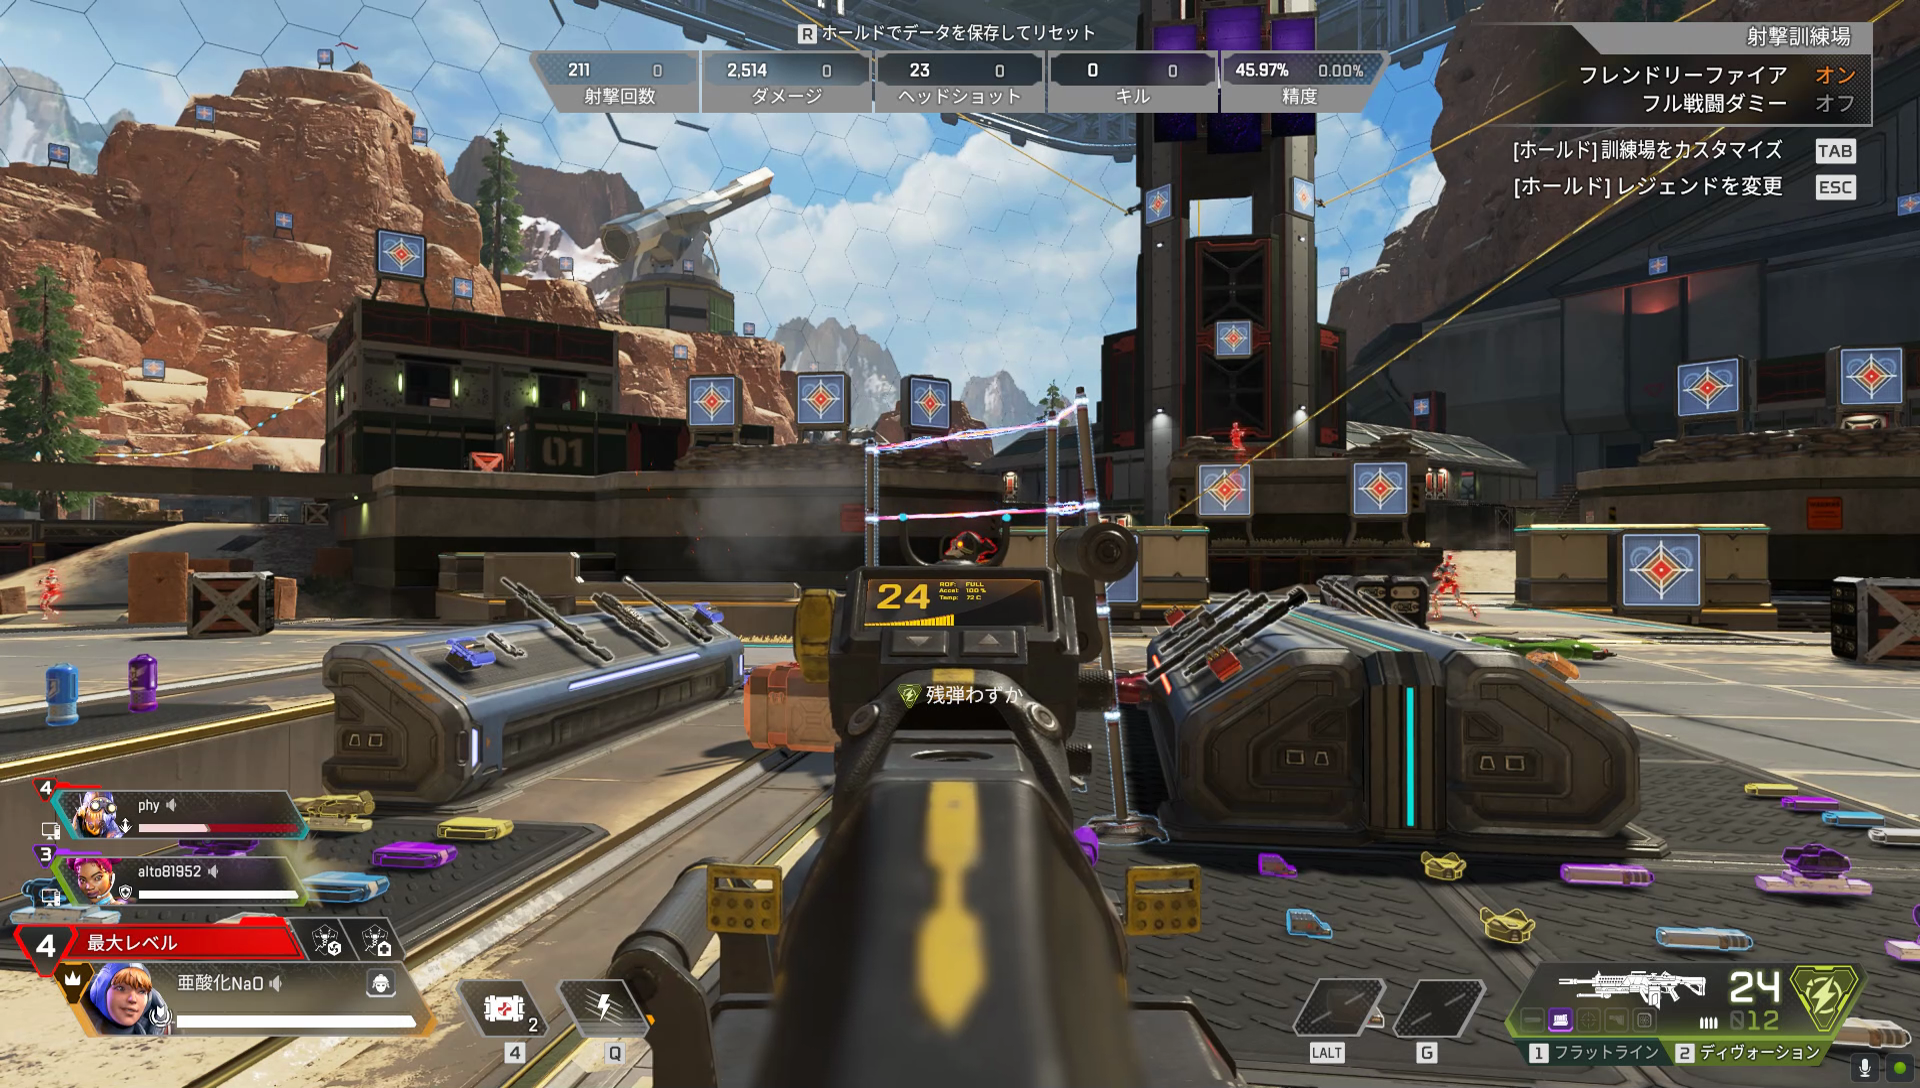 R ホールドでデータを保存してリセット
211 0
射撃回数
2,514 0
ダメージ
23 0
ヘッドショット
0 0
キル
45.97% 0.00%
精度
射撃訓練場
フレンドリーファイア オン
フル戦闘ダミー オフ
[ホールド]訓練場をカスタマイズ TAB
[ホールド]レジェンドを変更 ESC
01
24
ROF: FULL
Accel: 100%
Temp: 72 C
残弾わずか
4
phy
3
alto81952
4 最大レベル
亜酸化NaO
2
4
Q
LALT
G
24
012
1 フラットライン
2 ディヴォーション